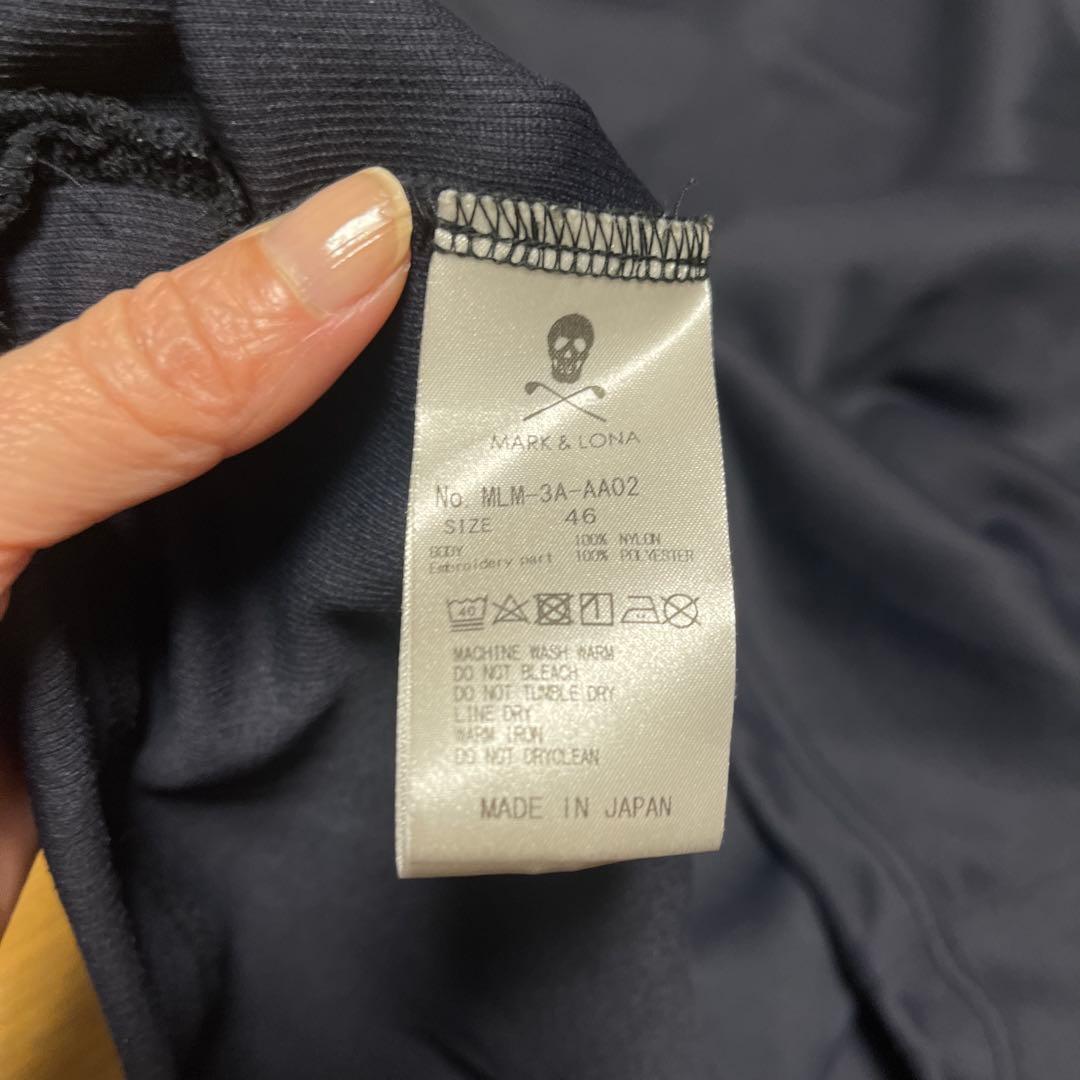 MARK & LONA
No. MLM-3A-AA02
SIZE 46
BODY 100% NYLON
Embroidery part 100% POLYESTER
40
MACHINE WASH WARM
DO NOT BLEACH
DO NOT TUMBLE DRY
LINE DRY
WARM IRON
DO NOT DRYCLEAN
MADE IN JAPAN